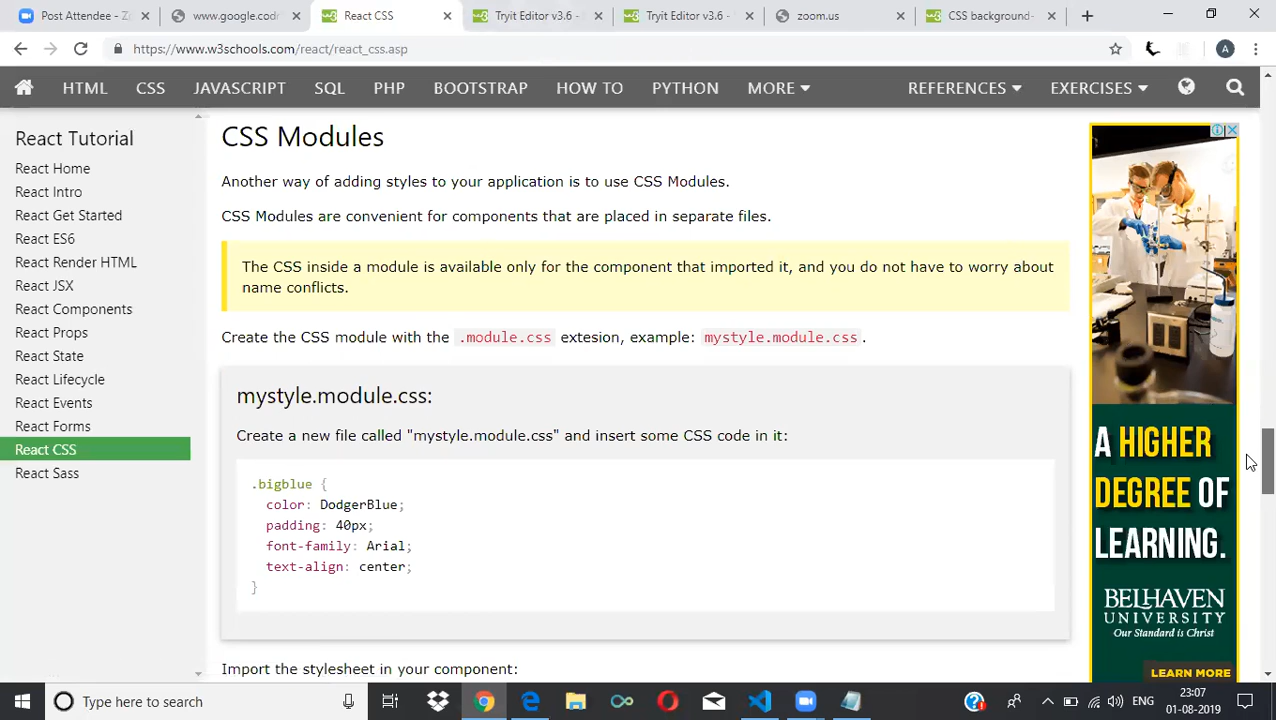 Post Attendee - Z
www.google.com
React CSS
Tryit Editor v3.6 -
Tryit Editor v3.6 -
zoom.us
CSS background-
https://www.w3schools.com/react/react_css.asp
A
HTML CSS JAVASCRIPT SQL PHP BOOTSTRAP HOW TO PYTHON MORE REFERENCES EXERCISES
React Tutorial
React Home
React Intro
React Get Started
React ES6
React Render HTML
React JSX
React Components
React Props
React State
React Lifecycle
React Events
React Forms
React CSS
React Sass
CSS Modules
Another way of adding styles to your application is to use CSS Modules.
CSS Modules are convenient for components that are placed in separate files.
The CSS inside a module is available only for the component that imported it, and you do not have to worry about
name conflicts.
Create the CSS module with the .module.css extesion, example: mystyle.module.css .
mystyle.module.css:
Create a new file called "mystyle.module.css" and insert some CSS code in it:
.bigblue {
color: DodgerBlue;
padding: 40px;
font-family: Arial;
text-align: center;
}
Import the stylesheet in your component:
A HIGHER
DEGREE OF
LEARNING.
BELHAVEN
UNIVERSITY
Our Standard is Christ
LEARN MORE
Type here to search
ENG
23:07
01-08-2019